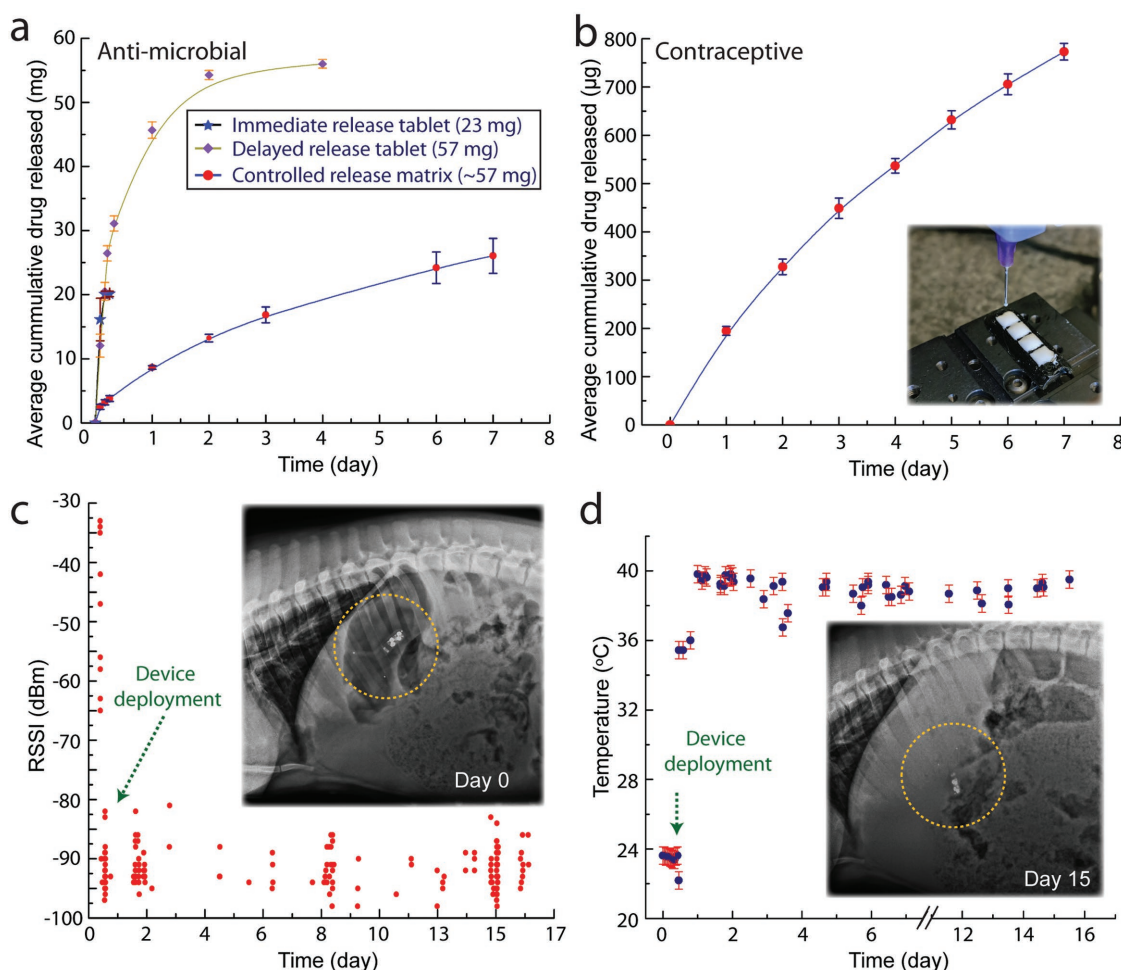 a
Anti-microbial
Average cummulative drug released (mg)
60
50
40
30
20
10
0
Immediate release tablet (23 mg)
Delayed release tablet (57 mg)
Controlled release matrix (~57 mg)
0 1 2 3 4 5 6 7 8
Time (day)
b
Contraceptive
Average cummulative drug released (µg)
800
700
600
500
400
300
200
100
0
0 1 2 3 4 5 6 7 8
Time (day)
c
RSSI (dBm)
-30
-40
-50
-60
-70
-80
-90
-100
Device
deployment
Day 0
0 2 4 6 8 10 12 13 15 17
Time (day)
d
Temperature (°C)
44
40
36
32
28
24
20
Device
deployment
Day 15
0 2 4 6 12 14 16
Time (day)